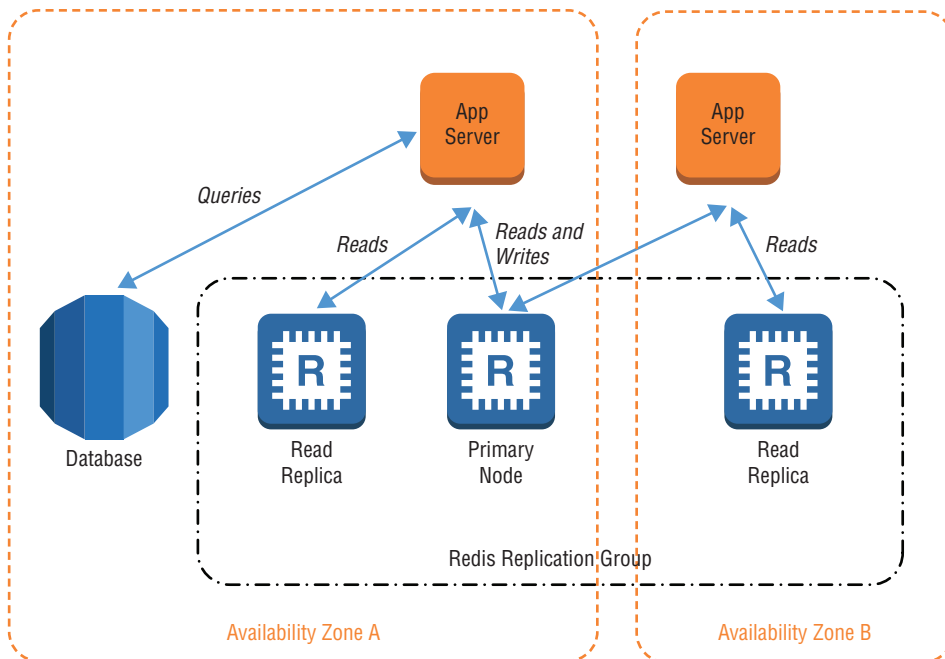 App
Server
App
Server
Queries
Reads
Reads and
Writes
Reads
R
R
R
Database
Read
Replica
Primary
Node
Read
Replica
Redis Replication Group
Availability Zone A
Availability Zone B